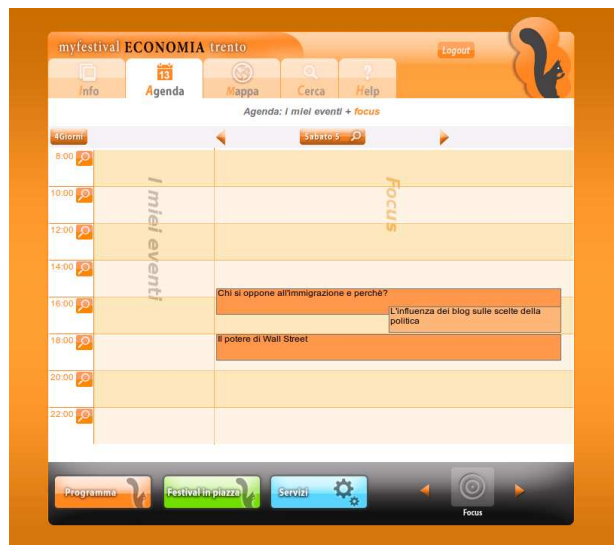 myfestival ECONOMIA trento
Logout
Info
13
Agenda
Mappa
Cerca
?
Help
Agenda: i miei eventi + focus
4Giorni
Sabato 5
8:00
10:00
12:00
14:00
16:00
18:00
20:00
22:00
I miei eventi
Focus
Chi si oppone all'immigrazione e perchè?
L'influenza dei blog sulle scelte della
politica
Il potere di Wall Street
Programma
Festival in piazza
Servizi
Focus